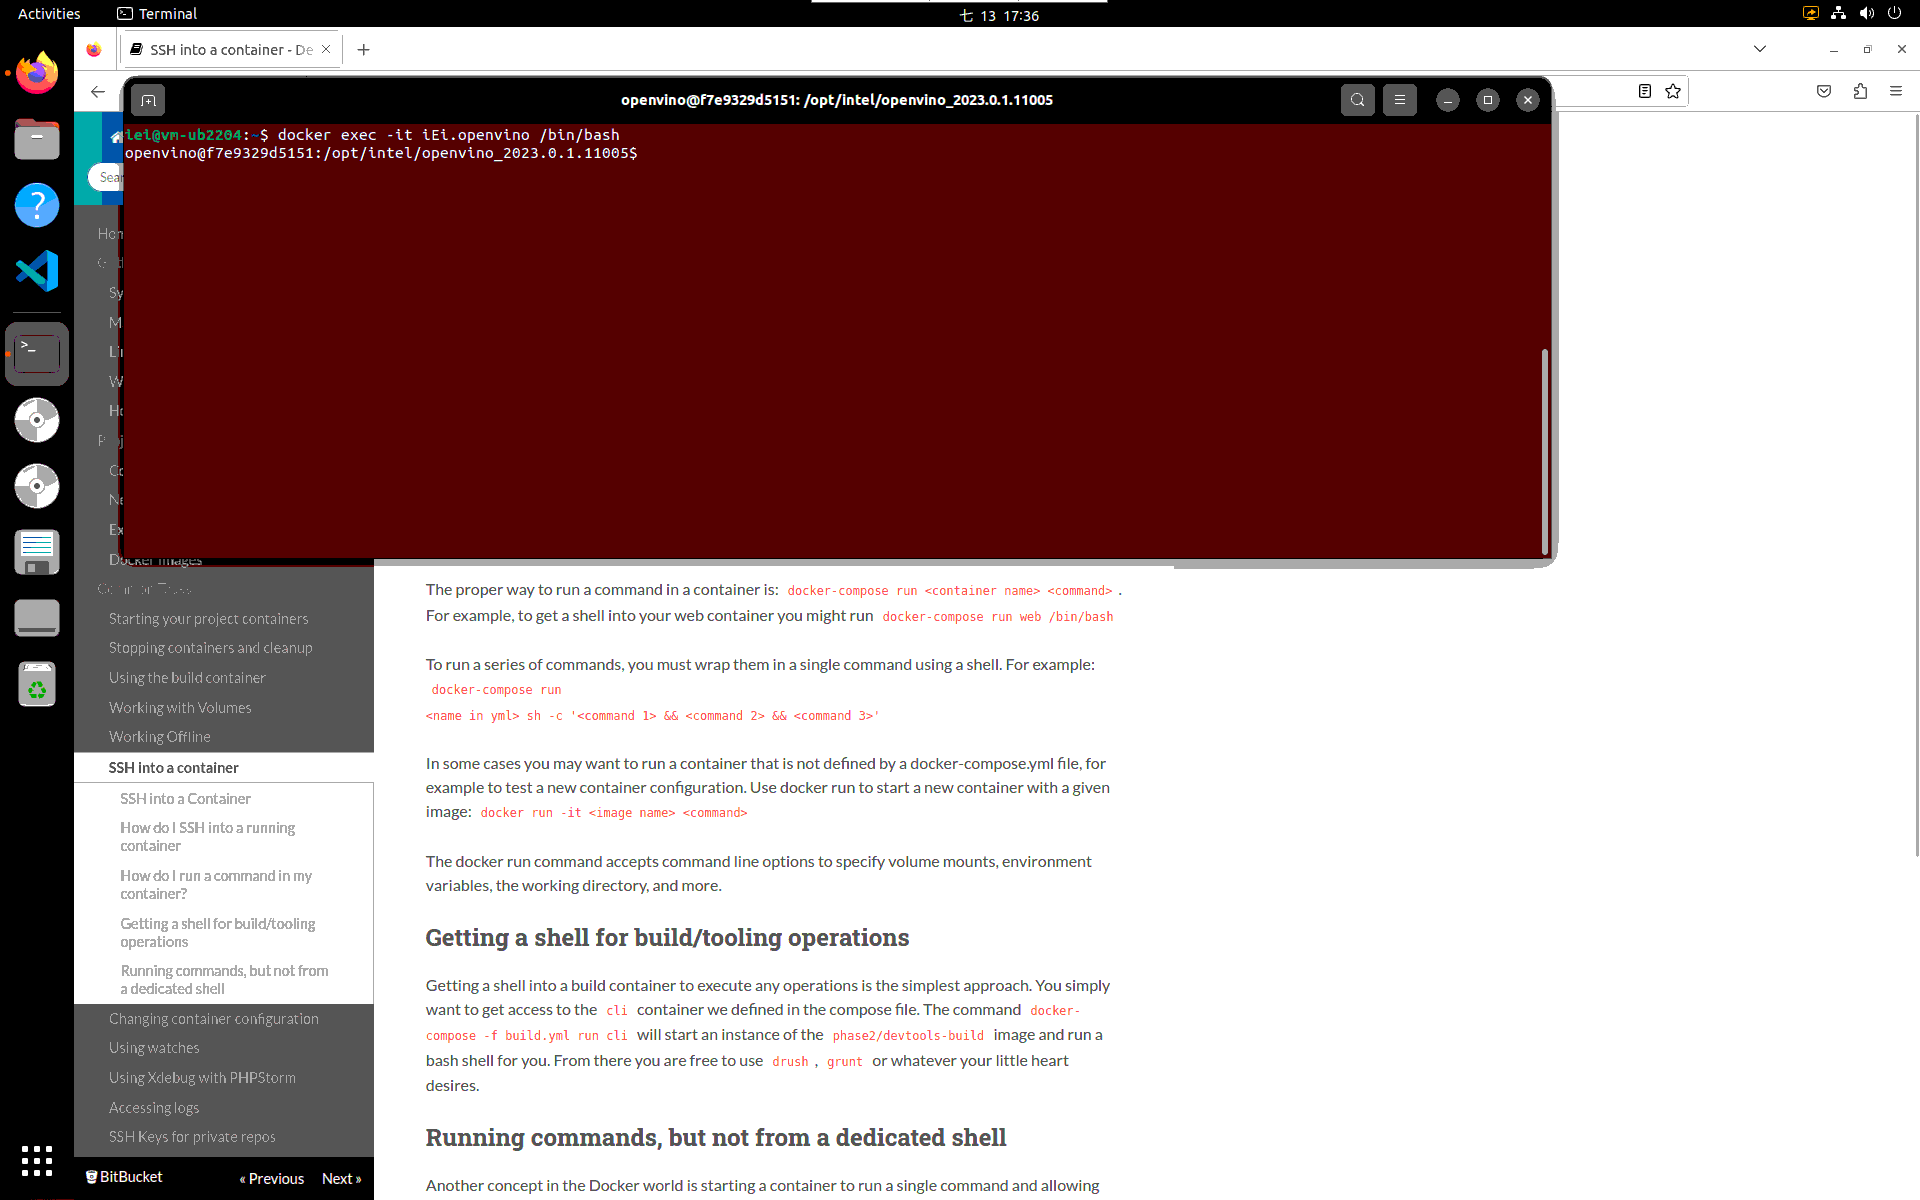 Activities
Terminal
七 13 17:36
SSH into a container - De
openvino@f7e9329d5151: /opt/intel/openvino_2023.0.1.11005
iei@vm-ub2204:~$ docker exec -it iEi.openvino /bin/bash
openvino@f7e9329d5151:/opt/intel/openvino_2023.0.1.11005$
Sea
Hom
Sy
M
Lin
W
Ho
Proj
Co
Ne
Ex
Docker Images
Common Tasks
Starting your project containers
Stopping containers and cleanup
Using the build container
Working with Volumes
Working Offline
SSH into a container
SSH into a Container
How do I SSH into a running
container
How do I run a command in my
container?
Getting a shell for build/tooling
operations
Running commands, but not from
a dedicated shell
Changing container configuration
Using watches
Using Xdebug with PHPStorm
Accessing logs
SSH Keys for private repos
BitBucket
« Previous
Next »
The proper way to run a command in a container is: docker-compose run <container name> <command> .
For example, to get a shell into your web container you might run docker-compose run web /bin/bash
To run a series of commands, you must wrap them in a single command using a shell. For example:
docker-compose run
<name in yml> sh -c '<command 1> && <command 2> && <command 3>'
In some cases you may want to run a container that is not defined by a docker-compose.yml file, for
example to test a new container configuration. Use docker run to start a new container with a given
image: docker run -it <image name> <command>
The docker run command accepts command line options to specify volume mounts, environment
variables, the working directory, and more.
Getting a shell for build/tooling operations
Getting a shell into a build container to execute any operations is the simplest approach. You simply
want to get access to the cli container we defined in the compose file. The command docker-
compose -f build.yml run cli will start an instance of the phase2/devtools-build image and run a
bash shell for you. From there you are free to use drush , grunt or whatever your little heart
desires.
Running commands, but not from a dedicated shell
Another concept in the Docker world is starting a container to run a single command and allowing